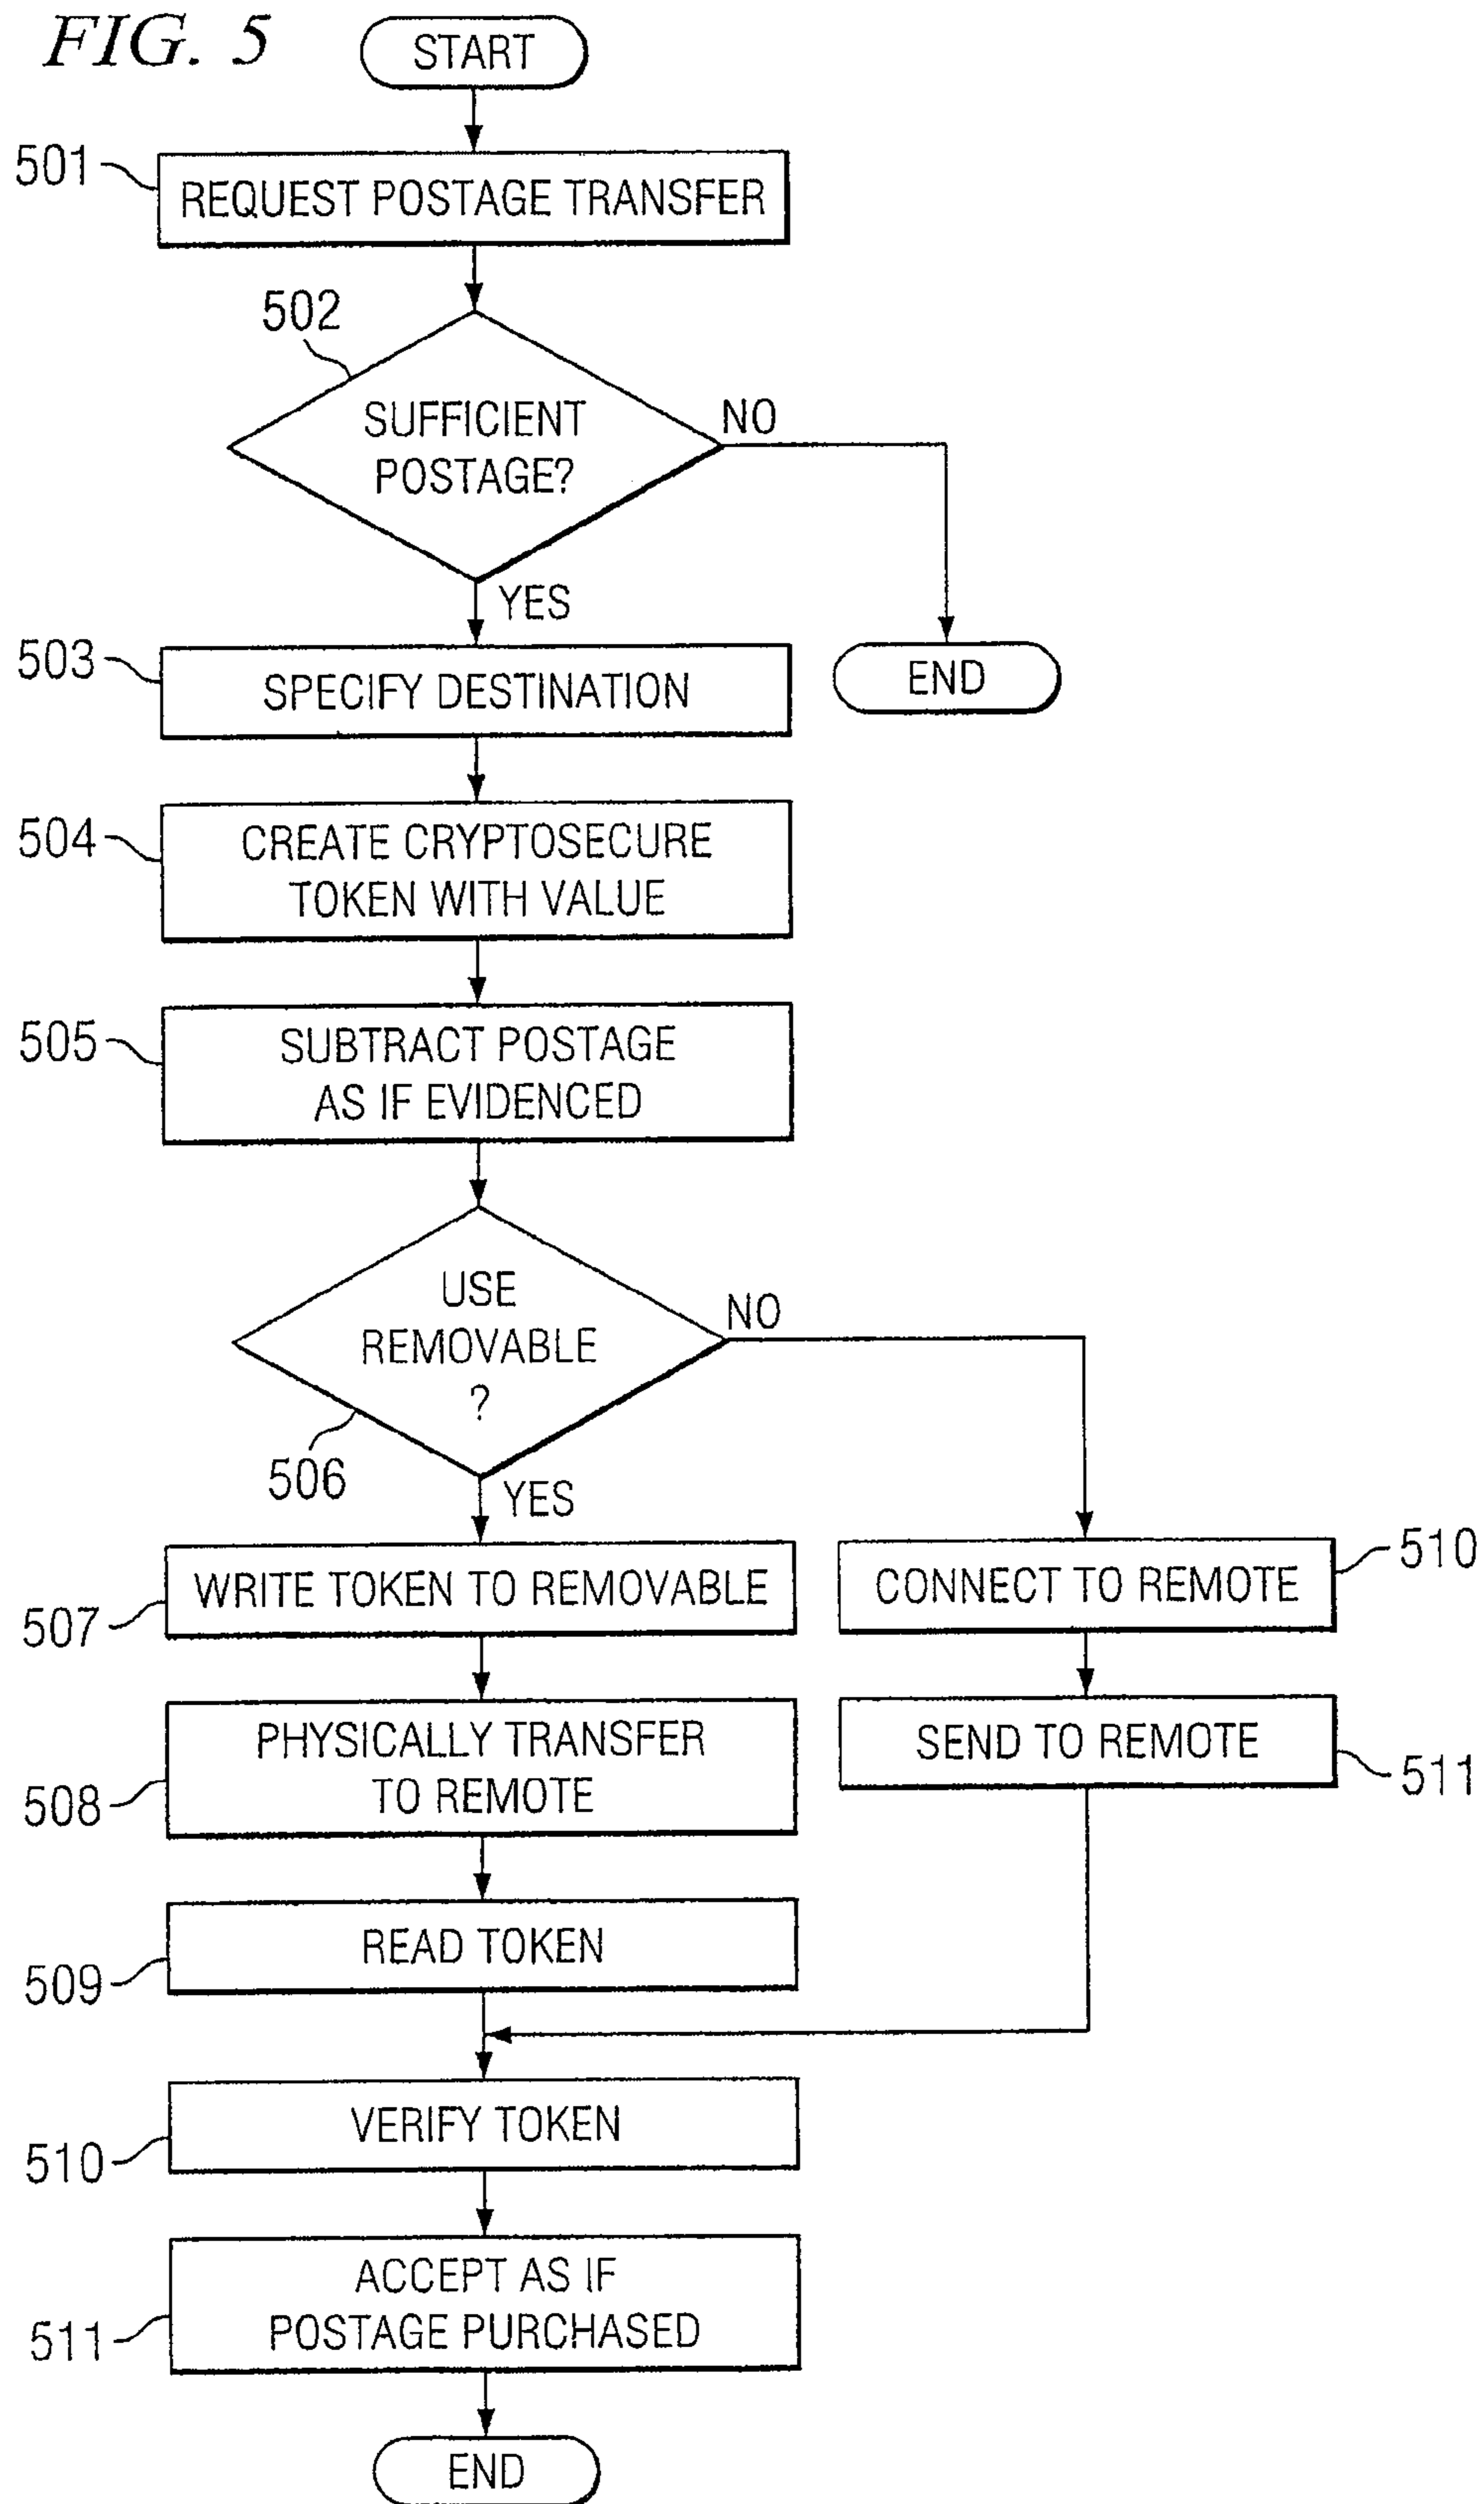 FIG. 5
START
501
REQUEST POSTAGE TRANSFER
502
SUFFICIENT
POSTAGE?
NO
YES
503
SPECIFY DESTINATION
END
504
CREATE CRYPTOSECURE
TOKEN WITH VALUE
505
SUBTRACT POSTAGE
AS IF EVIDENCED
USE
REMOVABLE
?
NO
506
YES
507
WRITE TOKEN TO REMOVABLE
CONNECT TO REMOTE
510
508
PHYSICALLY TRANSFER
TO REMOTE
SEND TO REMOTE
511
509
READ TOKEN
510
VERIFY TOKEN
511
ACCEPT AS IF
POSTAGE PURCHASED
END